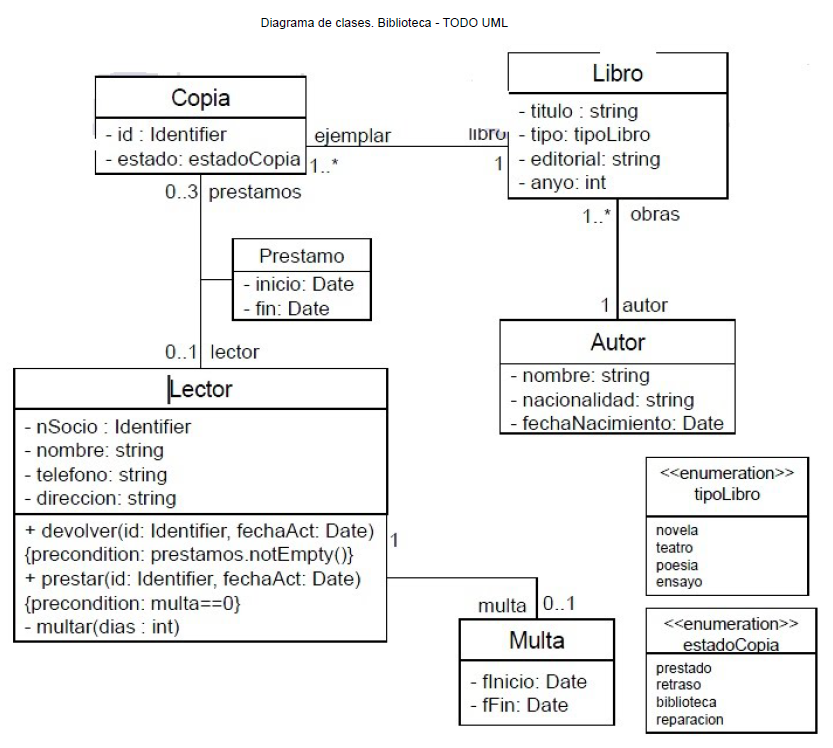 Diagrama de clases. Biblioteca - TODO UML
Copia
- id : Identifier
- estado: estadoCopia
ejemplar
1..*
libro
1
Libro
- titulo : string
- tipo: tipoLibro
- editorial: string
- anyo: int
0..3 prestamos
1..* obras
Prestamo
- inicio: Date
- fin: Date
0..1 lector
1 autor
Autor
- nombre: string
- nacionalidad: string
- fechaNacimiento: Date
Lector
- nSocio : Identifier
- nombre: string
- telefono: string
- direccion: string
+ devolver(id: Identifier, fechaAct: Date)
{precondition: prestamos.notEmpty()}
+ prestar(id: Identifier, fechaAct: Date)
{precondition: multa==0}
- multar(dias : int)
1
multa 0..1
Multa
- fInicio: Date
- fFin: Date
<<enumeration>>
tipoLibro
novela
teatro
poesia
ensayo
<<enumeration>>
estadoCopia
prestado
retraso
biblioteca
reparacion